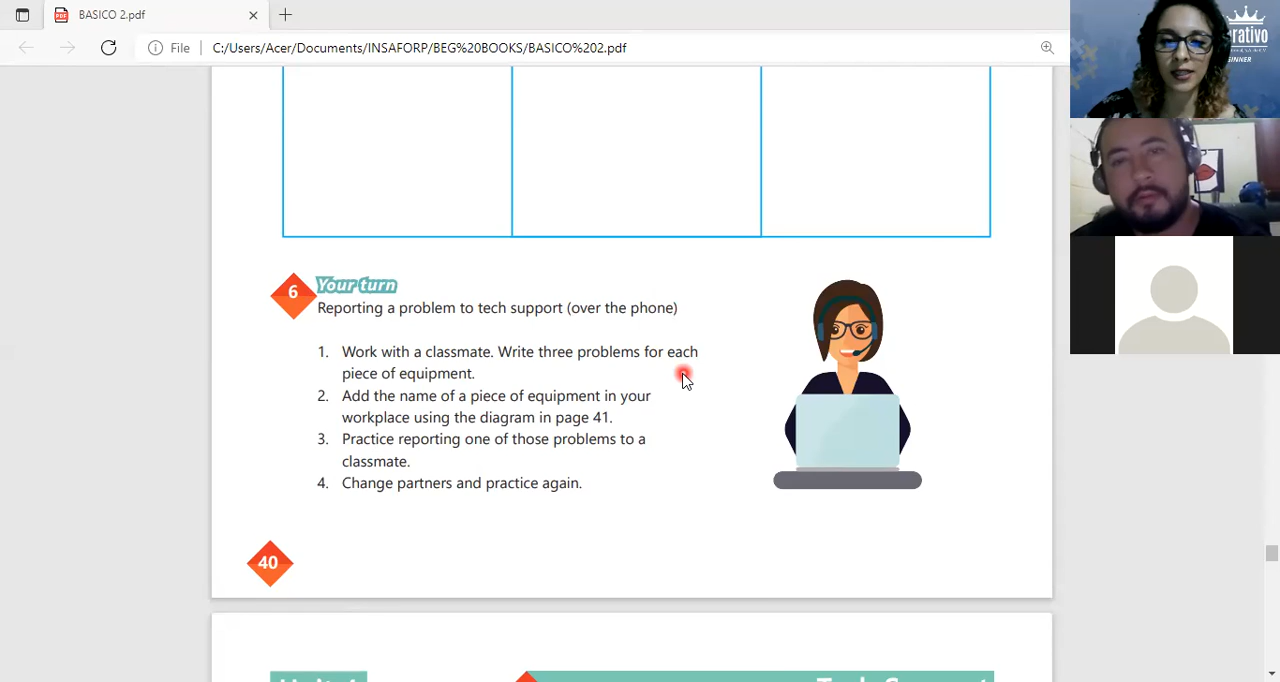 BASICO 2.pdf
File
C:/Users/Acer/Documents/INSAFORP/BEG%20BOOKS/BASICO%202.pdf
6
Your turn
Reporting a problem to tech support (over the phone)
1. Work with a classmate. Write three problems for each
piece of equipment.
2. Add the name of a piece of equipment in your
workplace using the diagram in page 41.
3. Practice reporting one of those problems to a
classmate.
4. Change partners and practice again.
40